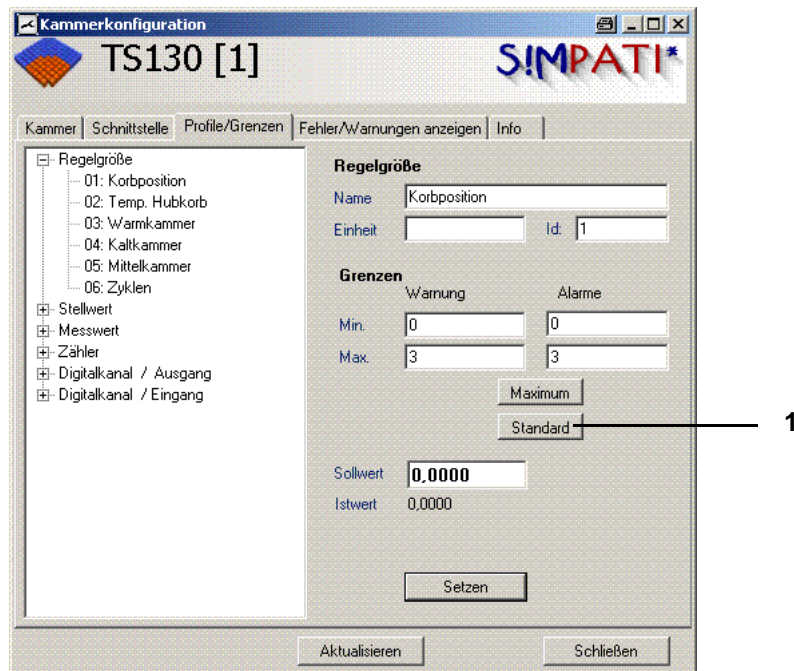 Kammerkonfiguration
TS130 [1]
S!MPATI*
Kammer
Schnittstelle
Profile/Grenzen
Fehler/Warnungen anzeigen
Info
Regelgröße
01: Korbposition
02: Temp. Hubkorb
03: Warmkammer
04: Kaltkammer
05: Mittelkammer
06: Zyklen
Stellwert
Messwert
Zähler
Digitalkanal / Ausgang
Digitalkanal / Eingang
Regelgröße
Name Korbposition
Einheit Id: 1
Grenzen
Warnung Alarme
Min. 0 0
Max. 3 3
Maximum
Standard
1
Sollwert 0,0000
Istwert 0,0000
Setzen
Aktualisieren
Schließen